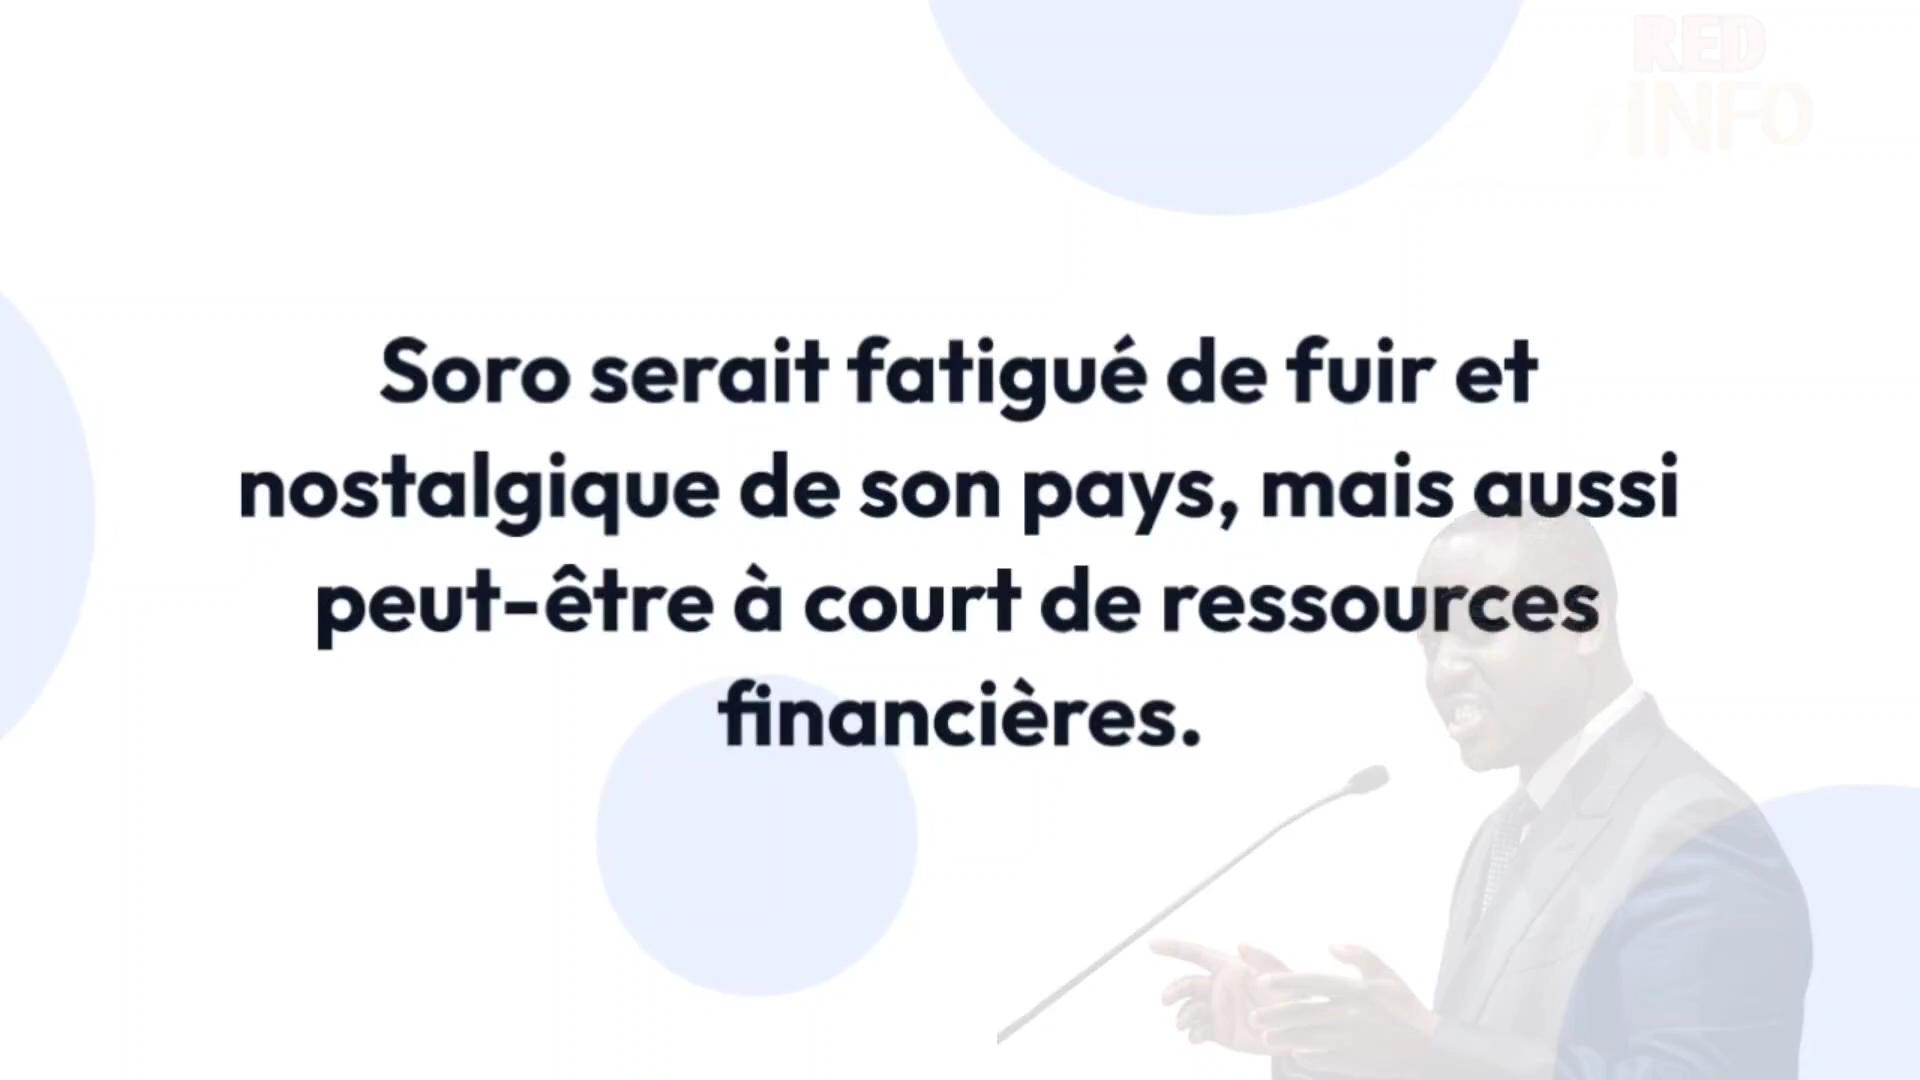 RED
INFO
Soro serait fatigué de fuir et
nostalgique de son pays, mais aussi
peut-être à court de ressources
financières.